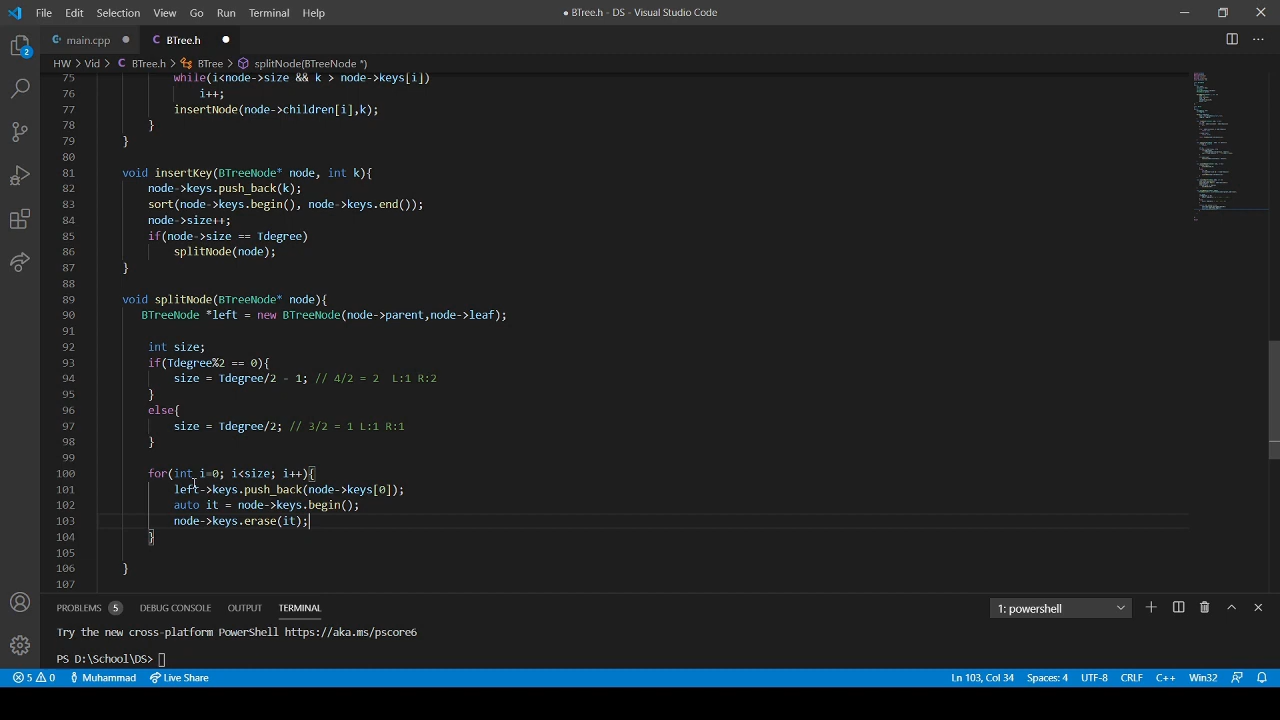 File Edit Selection View Go Run Terminal Help
● BTree.h - DS - Visual Studio Code
main.cpp ● C BTree.h ●
HW > Vid > C BTree.h > BTree > splitNode(BTreeNode *)
75 while(i<node->size && k > node->keys[i])
76 i++;
77 insertNode(node->children[i],k);
78 }
79 }
80
81 void insertKey(BTreeNode* node, int k){
82 node->keys.push_back(k);
83 sort(node->keys.begin(), node->keys.end());
84 node->size++;
85 if(node->size == Tdegree)
86 splitNode(node);
87 }
88
89 void splitNode(BTreeNode* node){
90 BTreeNode *left = new BTreeNode(node->parent,node->leaf);
91
92 int size;
93 if(Tdegree%2 == 0){
94 size = Tdegree/2 - 1; // 4/2 = 2  L:1 R:2
95 }
96 else{
97 size = Tdegree/2; // 3/2 = 1 L:1 R:1
98 }
99
100 for(int i=0; i<size; i++){
101 left->keys.push_back(node->keys[0]);
102 auto it = node->keys.begin();
103 node->keys.erase(it);
104 }
105
106 }
107
2
PROBLEMS 5 DEBUG CONSOLE OUTPUT TERMINAL 1: powershell
Try the new cross-platform PowerShell https://aka.ms/pscore6
PS D:\School\DS>
5 0 Muhammad Live Share Ln 103, Col 34 Spaces: 4 UTF-8 CRLF C++ Win32